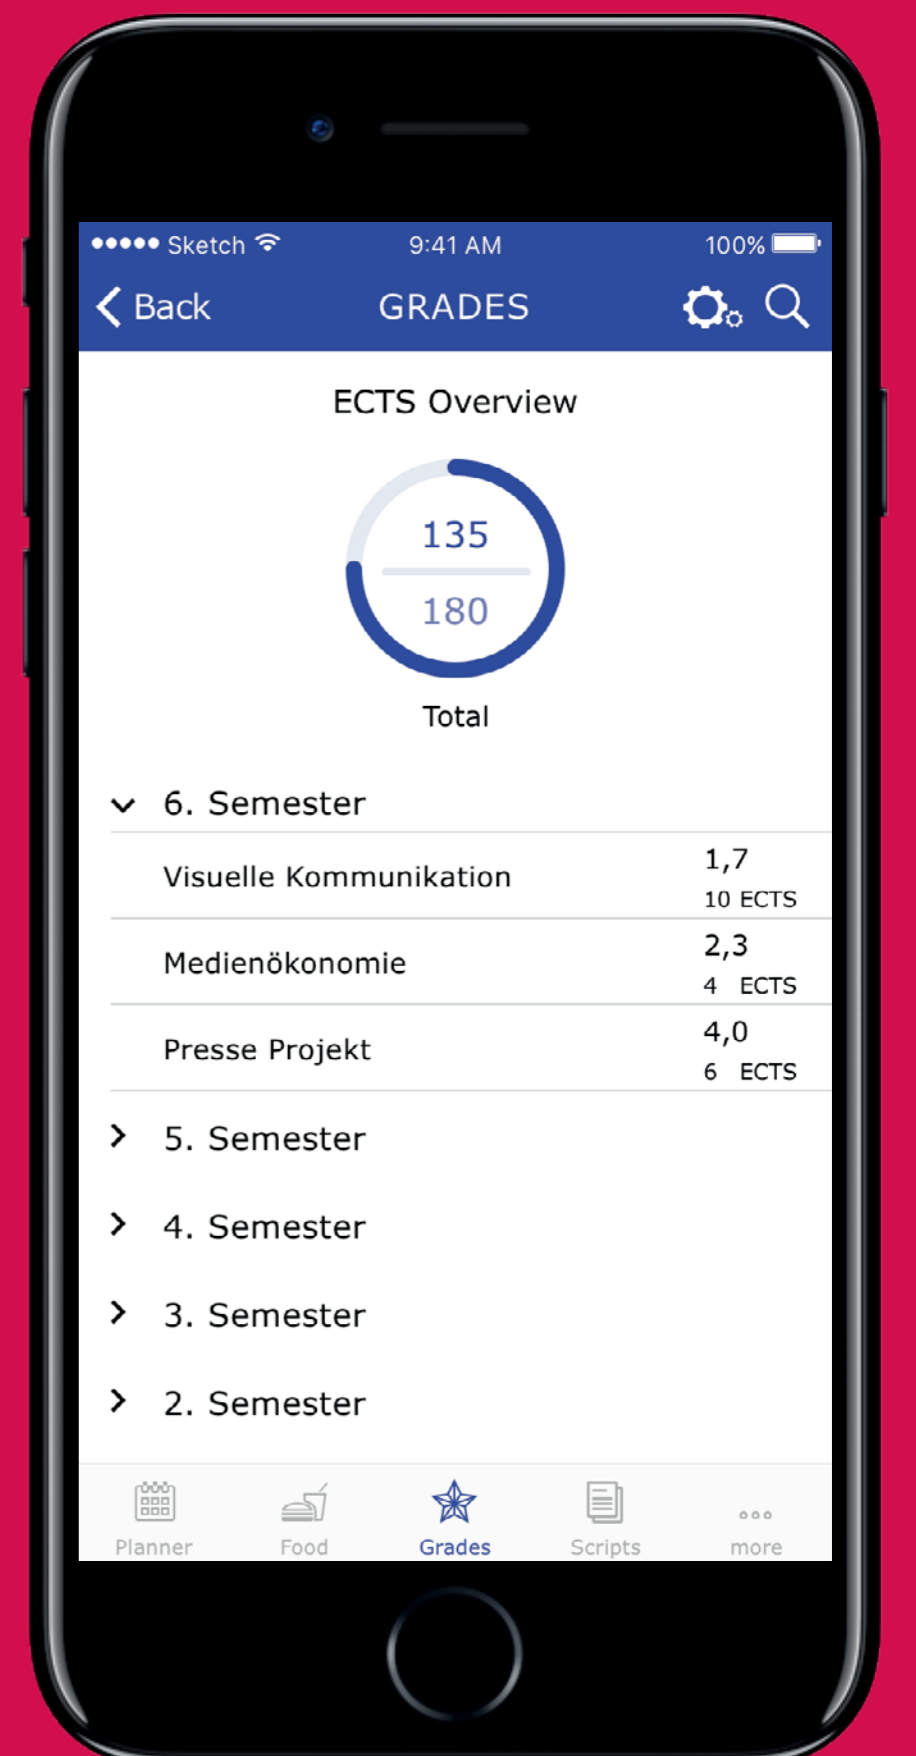 Sketch 9:41 AM 100%
Back GRADES
ECTS Overview
135
180
Total
6. Semester
Visuelle Kommunikation 1,7
10 ECTS
Medienökonomie 2,3
4 ECTS
Presse Projekt 4,0
6 ECTS
5. Semester
4. Semester
3. Semester
2. Semester
Planner Food Grades Scripts more